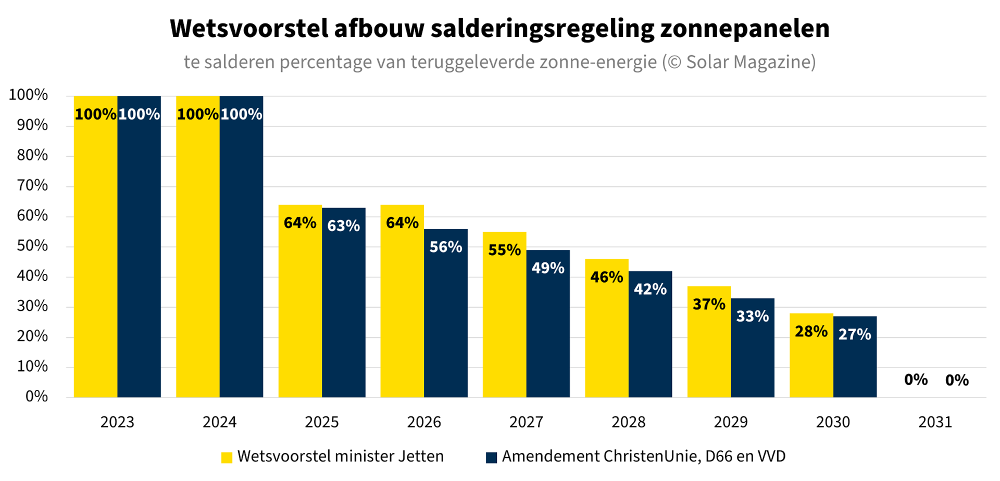 Wetsvoorstel afbouw salderingsregeling zonnepanelen
te salderen percentage van teruggeleverde zonne-energie (© Solar Magazine)
100%
90%
80%
70%
60%
50%
40%
30%
20%
10%
0%
100% 100% 100% 100%
64% 63% 64% 56% 55% 49% 46% 42% 37% 33% 28% 27% 0% 0%
2023 2024 2025 2026 2027 2028 2029 2030 2031
Wetsvoorstel minister Jetten Amendement ChristenUnie, D66 en VVD